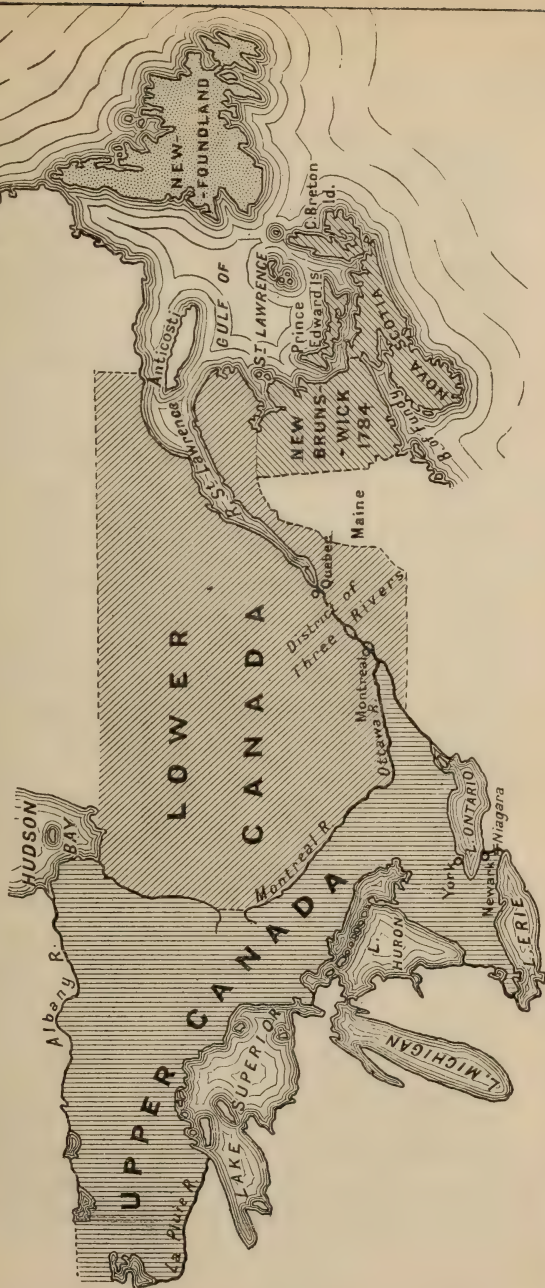 NEW-
-FOUNDLAND
Anticosti
GULF OF
ST LAWRENCE
C. Breton
Id.
Prince
Edward Is
NOVA SCOTIA
B. of Fundy
NEW
BRUNS-
-WICK
1784
Maine
R. St. Lawrence
Quebec
District of
Three Rivers
Montreal
Ottawa R.
Montreal R.
LOWER
CANADA
HUDSON
BAY
Albany R.
UPPER CANADA
La Pluie R.
LAKE SUPERIOR
L. MICHIGAN
L.
HURON
York
L. ONTARIO
Newark
Niagara
L. ERIE